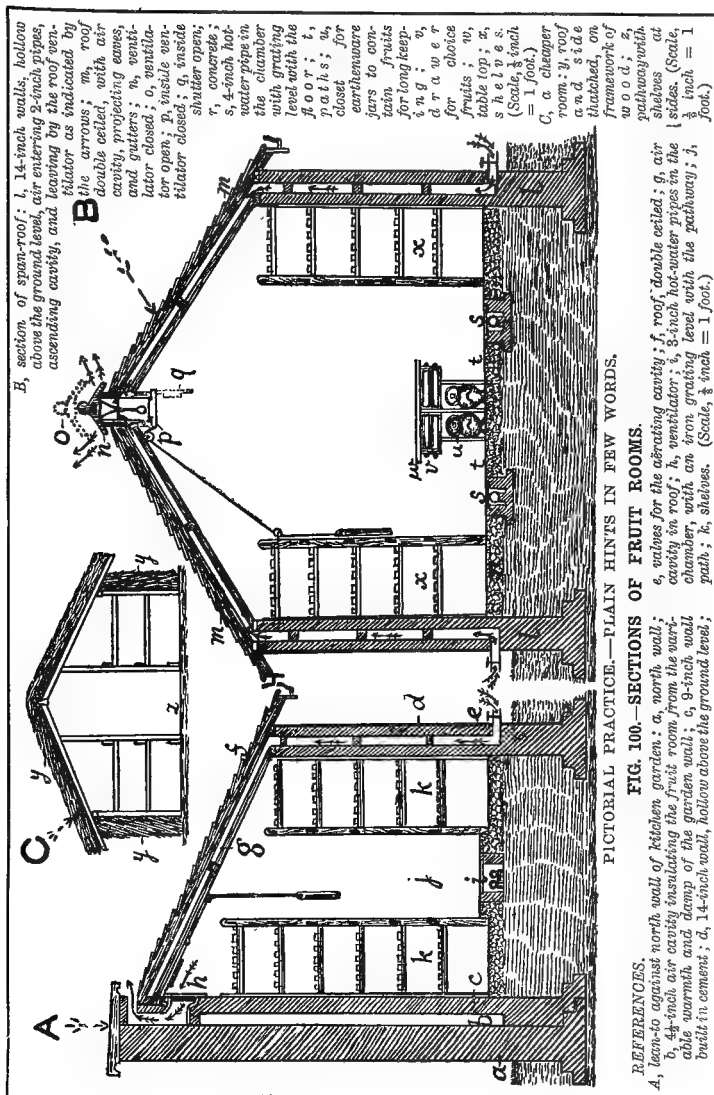 B, section of span-roof: l, 14-inch walls, hollow
above the ground level, air entering 2-inch pipes,
ascending cavity, and leaving by the roof ven-
tilator as indicated by
the arrows; m, roof
double ceiled, with air
cavity, projecting eaves,
and gutters; n, venti-
lator closed; o, ventila-
tor open; p, inside ven-
tilator closed; q, inside
shutter open;
r, concrete;
s, 4-inch hot-
water pipe in
the chamber
with grating
level with the
floor; t,
paths; u,
closet for
earthenware
jars to con-
tain fruits
for long keep-
ing; v,
drawer
for choice
fruits; w,
table top; x,
shelves.
(Scale, ⅛ inch
= 1 foot.)
C, a cheaper
room: y, roof
and side
thatched, on
framework of
wood; z,
pathway with
shelves at
sides. (Scale,
⅛ inch = 1
foot.)
A
h
a
b
c
k
g
j
i
k
f
d
e
C
y
y
y
z
B
o
n
p
q
m
m
x
x
w
v
u
s
t
t
s
l
PICTORIAL PRACTICE.—PLAIN HINTS IN FEW WORDS.
FIG. 100.—SECTIONS OF FRUIT ROOMS.
REFERENCES.
A, lean-to against north wall of kitchen garden: a, north wall;
b, 4½-inch air cavity insulating the fruit room from the vari-
able warmth and damp of the garden wall; c, 9-inch wall
built in cement; d, 14-inch wall, hollow above the ground level;
e, valves for the aërating cavity; f, roof, double ceiled; g, air
cavity in roof; h, ventilator; i, 3-inch hot-water pipes in the
chamber, with an iron grating level with the pathway; j,
path; k, shelves. (Scale, ⅛ inch = 1 foot.)